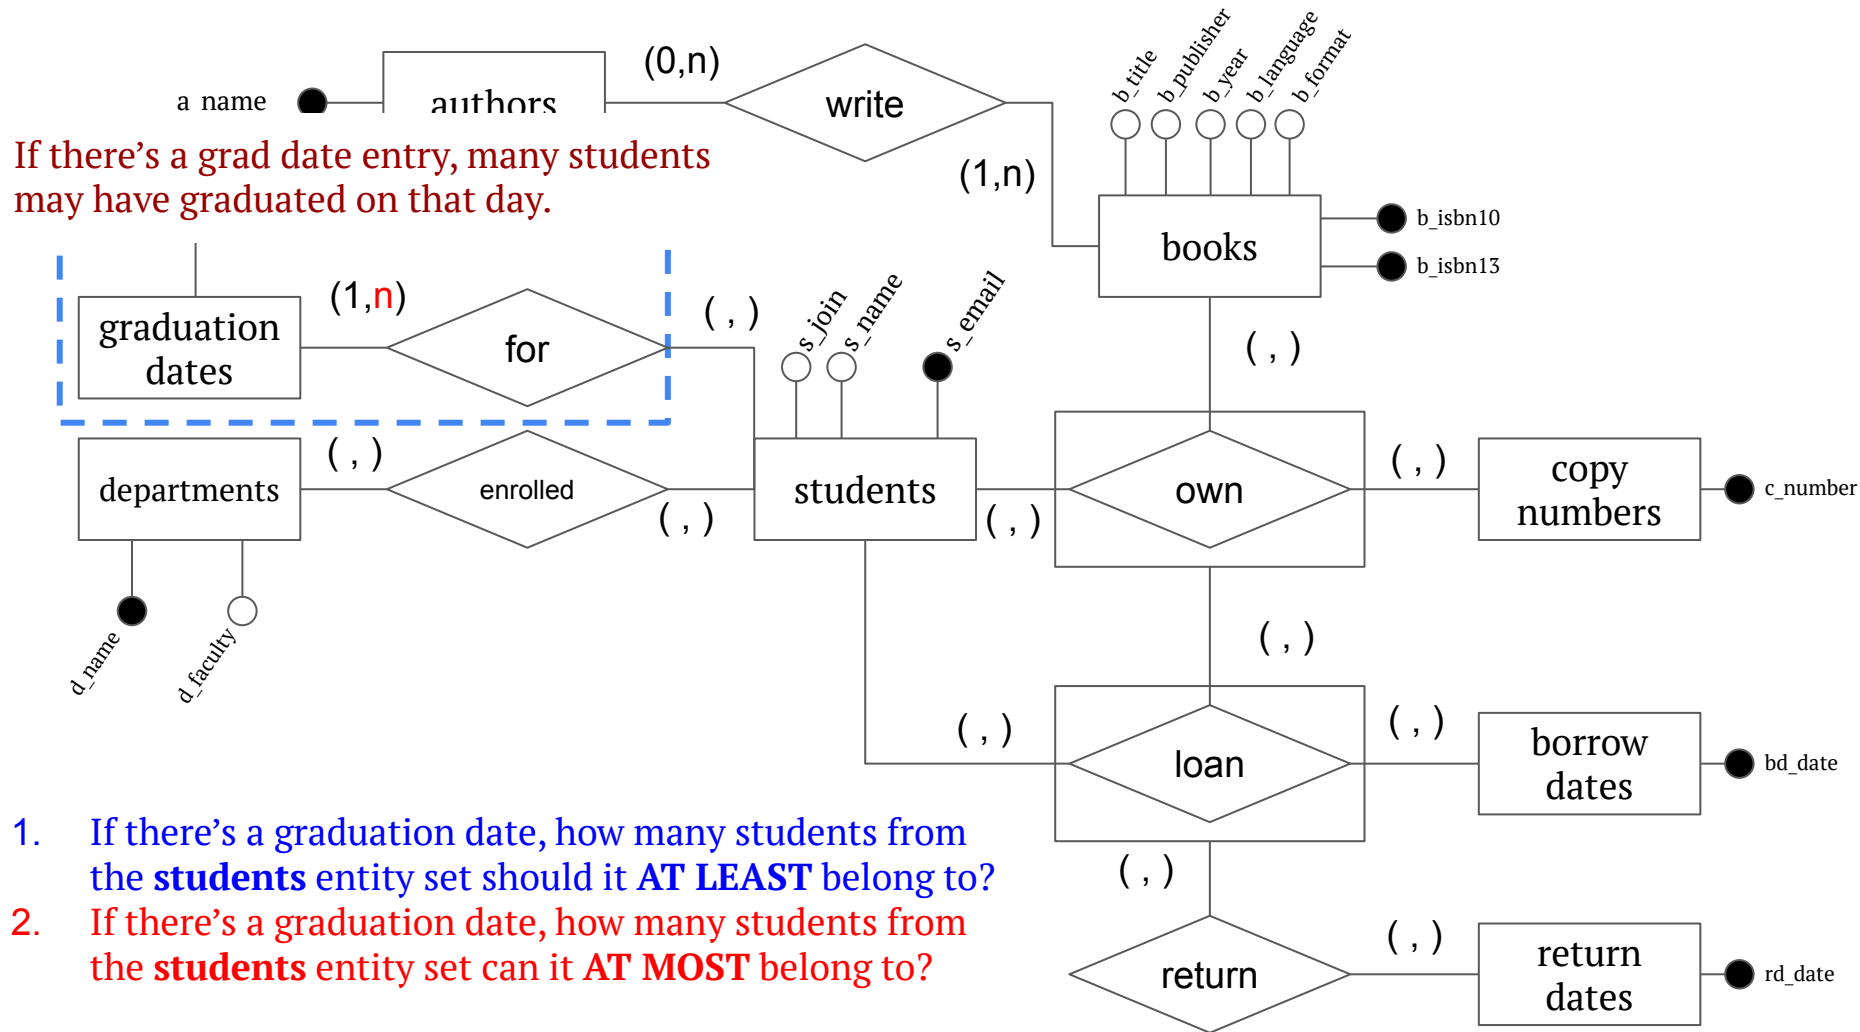 (0,n)
b_title
b_publisher
b_year
b_language
b_format
a name
authors
write
If there's a grad date entry, many students
may have graduated on that day.
(1,n)
b_isbn10
books
b_isbn13
graduation
dates
(1,n)
for
( , )
s_join
s_name
s_email
( , )
departments
( , )
enrolled
( , )
students
( , )
own
( , )
copy
numbers
c_number
d_name
d_faculty
( , )
( , )
loan
( , )
borrow
dates
bd_date
1. If there's a graduation date, how many students from
the students entity set should it AT LEAST belong to?
2. If there's a graduation date, how many students from
the students entity set can it AT MOST belong to?
( , )
return
( , )
return
dates
rd_date